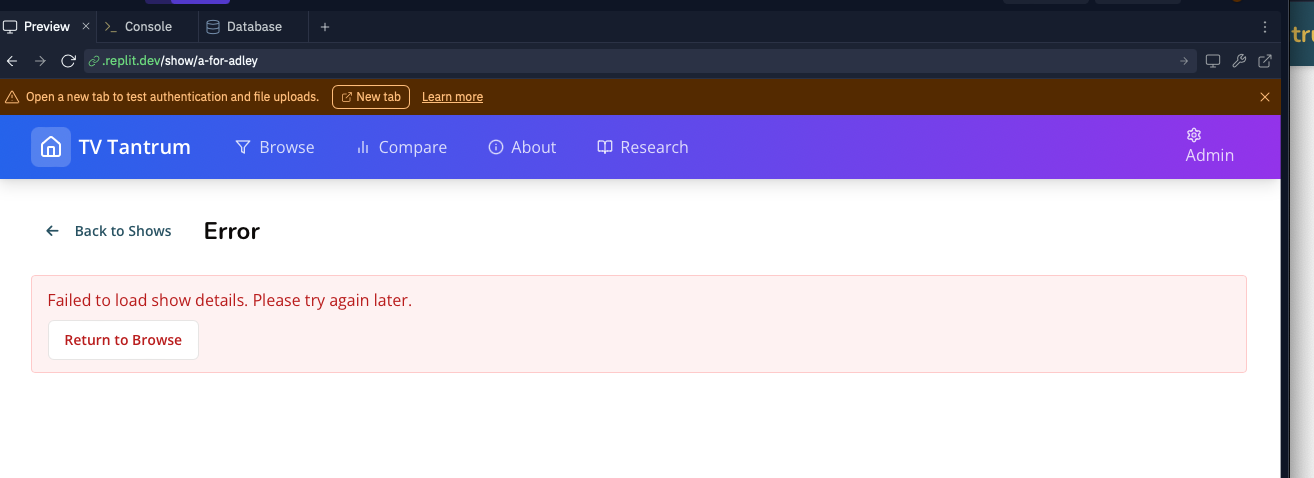 Preview Console Database
.replit.dev/show/a-for-adley
Open a new tab to test authentication and file uploads. New tab Learn more
TV Tantrum Browse Compare About Research Admin
Back to Shows Error
Failed to load show details. Please try again later.
Return to Browse